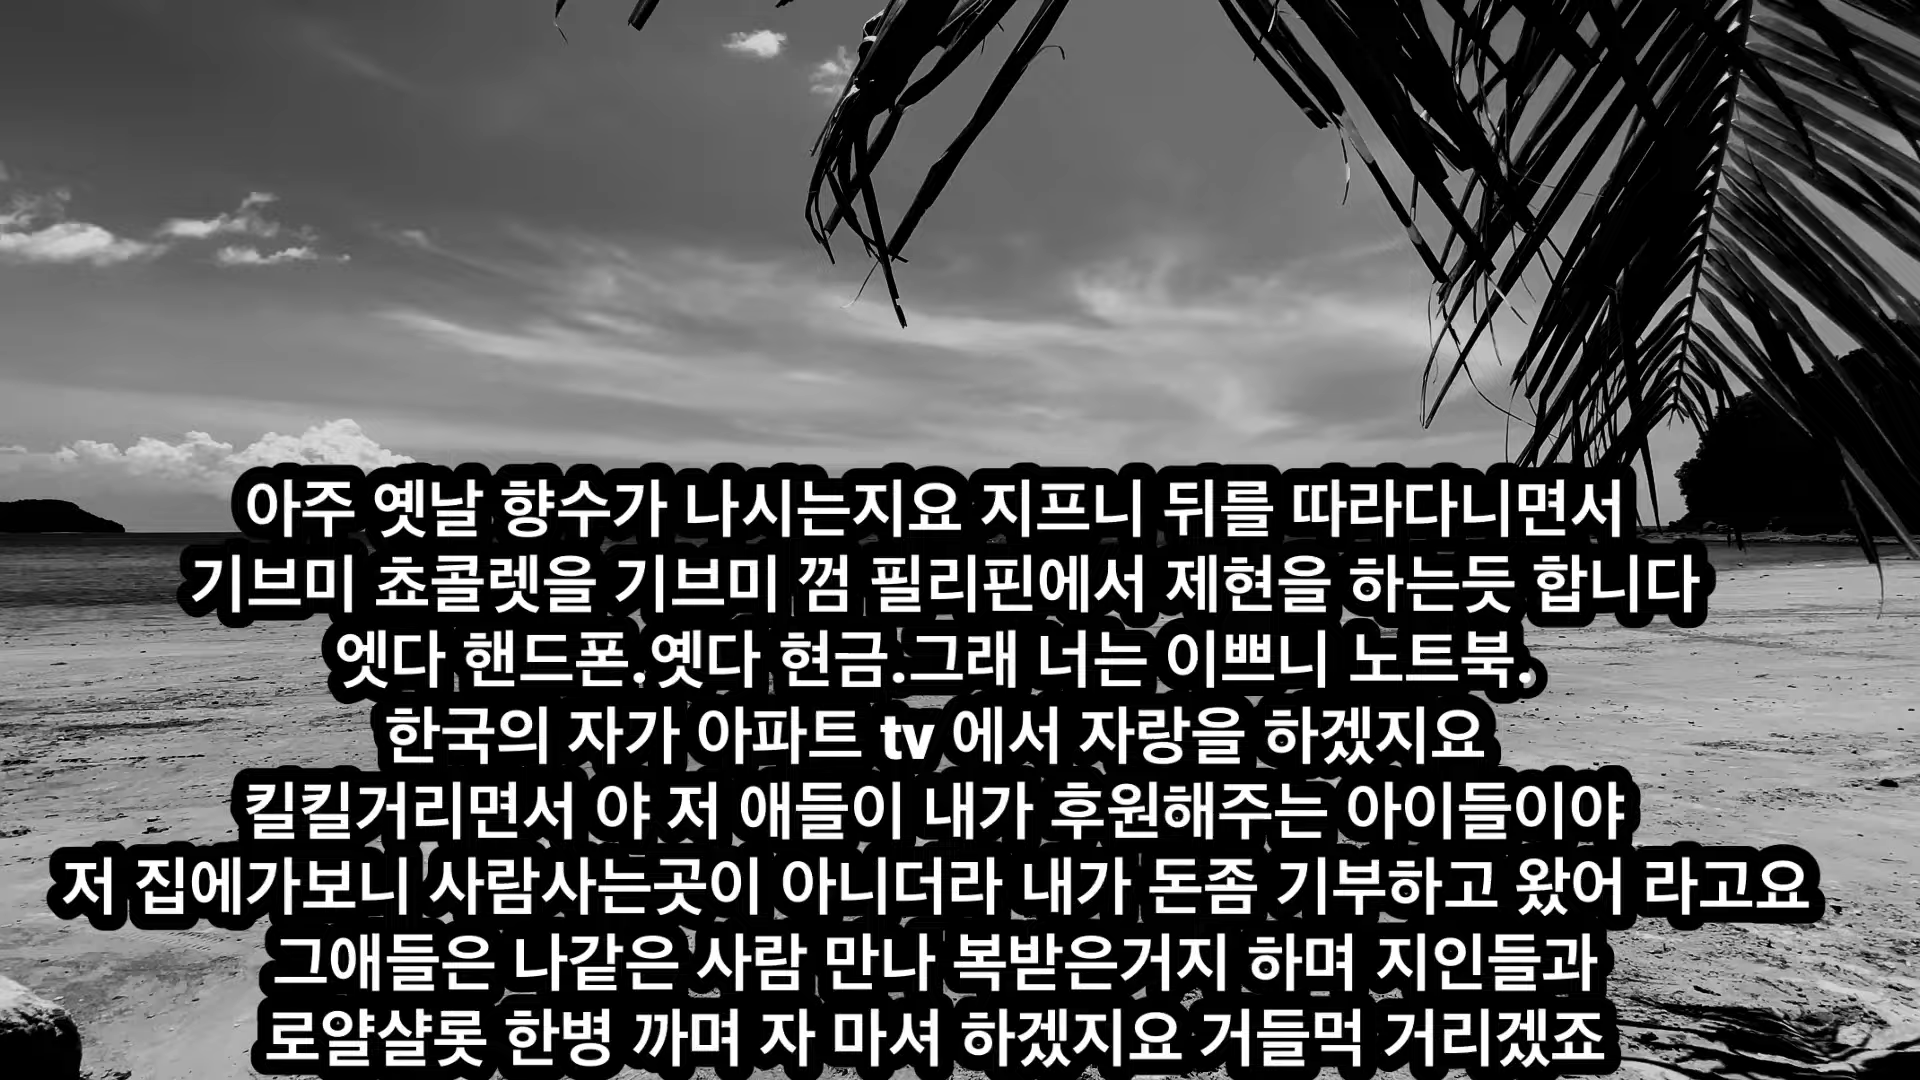 아주 옛날 향수가 나시는지요 지프니 뒤를 따라다니면서
기브미 쵸콜렛을 기브미 껌 필리핀에서 제현을 하는듯 합니다
엣다 핸드폰.옛다 현금.그래 너는 이쁘니 노트북.
한국의 자가 아파트 tv 에서 자랑을 하겠지요
킬킬거리면서 야 저 애들이 내가 후원해주는 아이들이야
저 집에가보니 사람사는곳이 아니더라 내가 돈좀 기부하고 왔어 라고요
그애들은 나같은 사람 만나 복받은거지 하며 지인들과
로얄샬롯 한병 까며 자 마셔 하겠지요 거들먹 거리겠죠